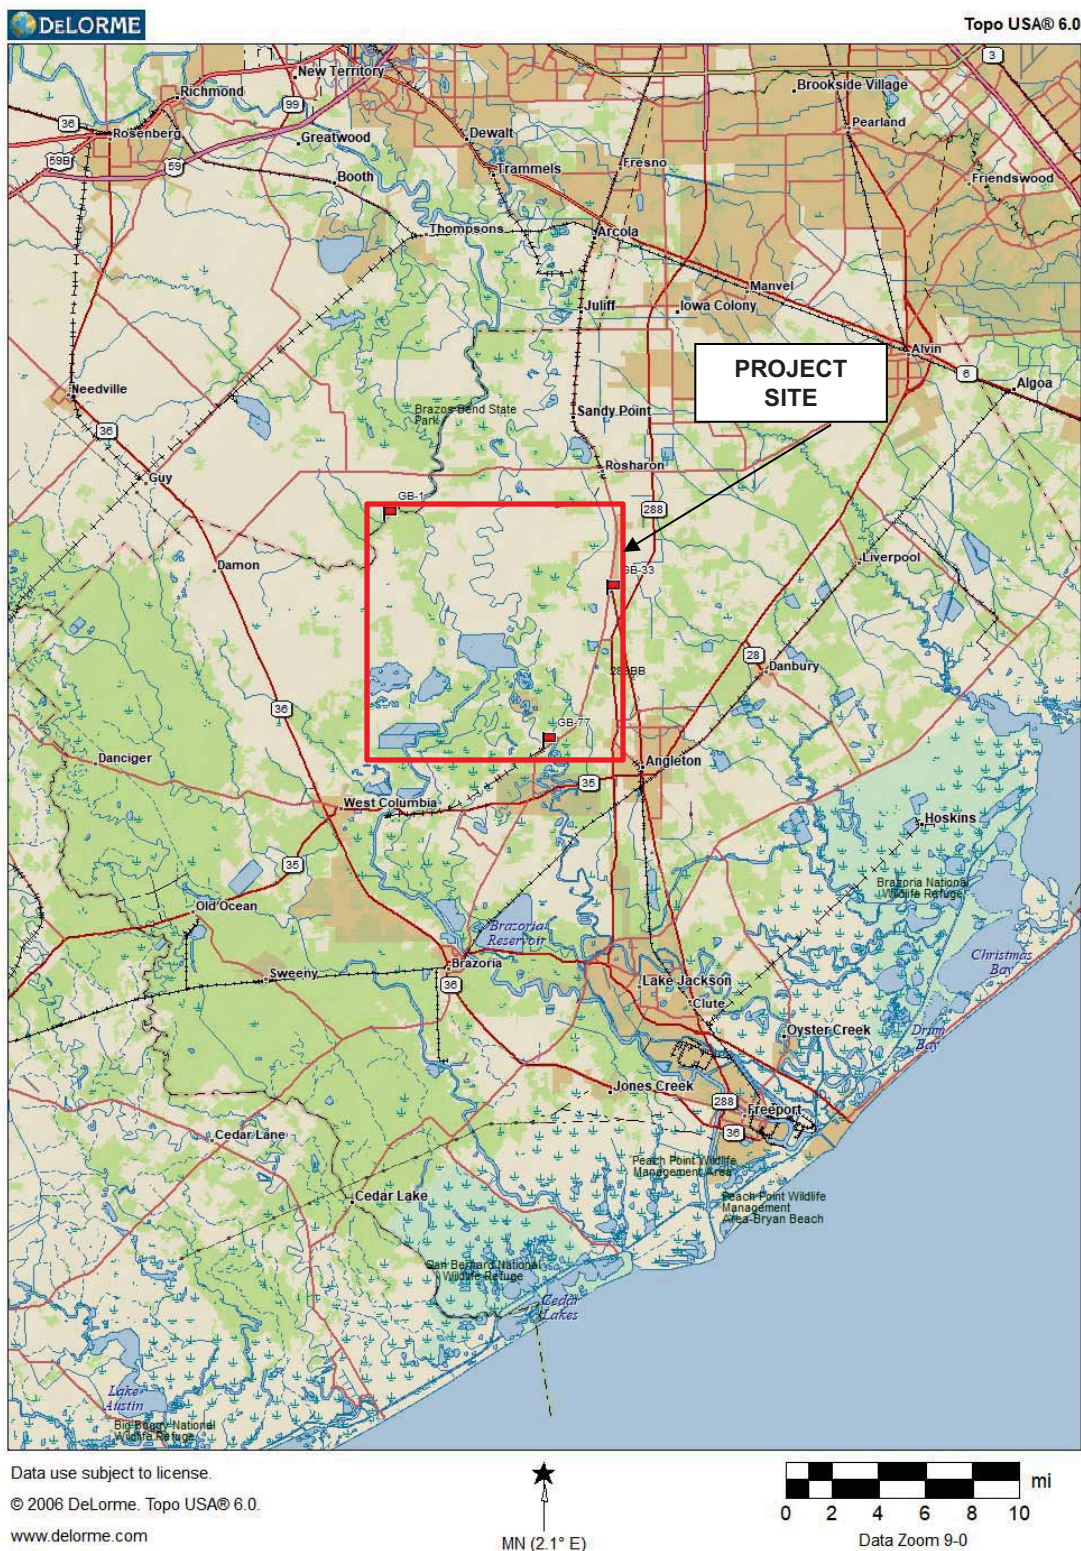 DELORME
Topo USA® 6.0
3
New Territory
Brookside Village
Richmond
99
36
Pearland
Rosenberg
Greatwood
Dewalt
59B
59
Fresno
Trammels
Friendswood
Booth
Thompsons
Arcola
Manvel
Juliff
Iowa Colony
Alvin
PROJECT
SITE
6
Algoa
Needville
Brazos Bend State
Park
Sandy Point
36
Rosharon
Guy
GB-1
288
Liverpool
Damon
GB-33
28
Danbury
36
GB-77
Danciger
Angleton
35
West Columbia
Hoskins
35
Brazoria National
Wildlife Refuge
Old Ocean
Brazoria
Reservoir
Christmas
Bay
Brazoria
Sweeny
Lake Jackson
36
Clute
Oyster Creek
Drum
Bay
Jones Creek
288
Freeport
36
Cedar Lane
Peach Point Wildlife
Management Area
Cedar Lake
Peach Point Wildlife
Management
Area-Bryan Beach
San Bernard National
Wildlife Refuge
Cedar
Lakes
Lake
Austin
Big Boggy National
Wildlife Refuge
Data use subject to license.
© 2006 DeLorme. Topo USA® 6.0.
www.delorme.com
MN (2.1° E)
mi
0 2 4 6 8 10
Data Zoom 9-0